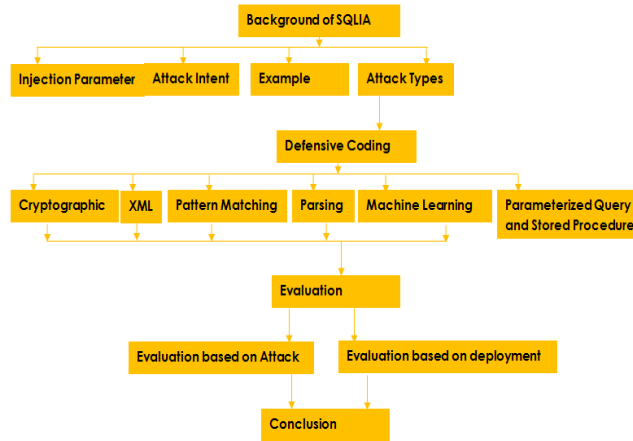 Background of SQLIA
Injection Parameter
Attack Intent
Example
Attack Types
Defensive Coding
Cryptographic
XML
Pattern Matching
Parsing
Machine Learning
Parameterized Query
and Stored Procedure
Evaluation
Evaluation based on Attack
Evaluation based on deployment
Conclusion